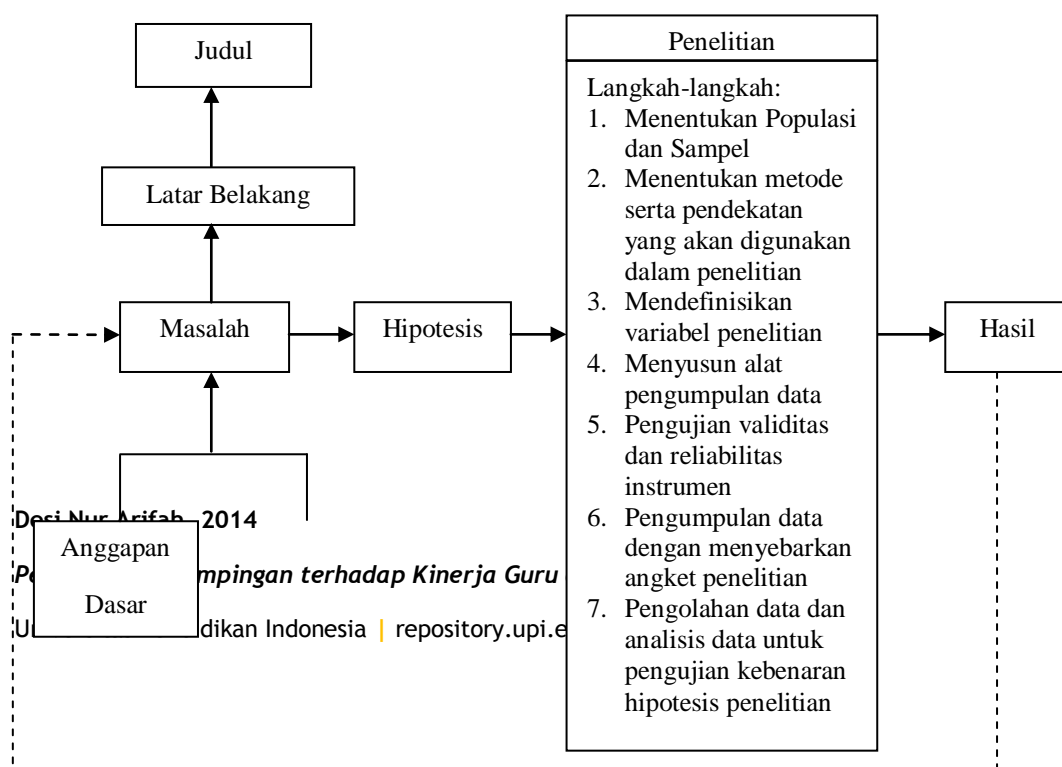 Judul
Latar Belakang
Masalah
Hipotesis
Penelitian
Langkah-langkah:
1. Menentukan Populasi
dan Sampel
2. Menentukan metode
serta pendekatan
yang akan digunakan
dalam penelitian
3. Mendefinisikan
variabel penelitian
4. Menyusun alat
pengumpulan data
5. Pengujian validitas
dan reliabilitas
instrumen
6. Pengumpulan data
dengan menyebarkan
angket penelitian
7. Pengolahan data dan
analisis data untuk
pengujian kebenaran
hipotesis penelitian
Hasil
Anggapan
Dasar
Desi Nur Arifah, 2014
mpingan terhadap Kinerja Guru
dikan Indonesia | repository.upi.e